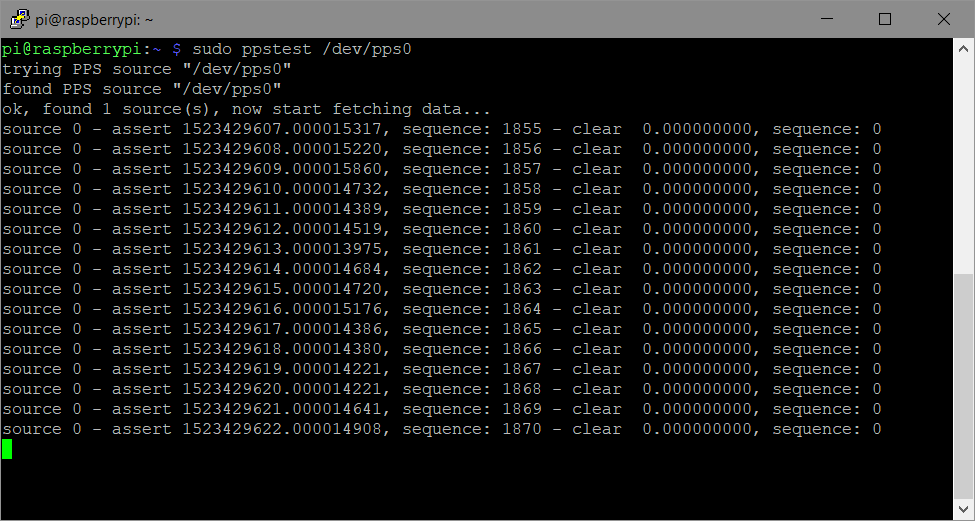 pi@raspberrypi: ~
pi@raspberrypi:~ $ sudo ppstest /dev/pps0
trying PPS source "/dev/pps0"
found PPS source "/dev/pps0"
ok, found 1 source(s), now start fetching data...
source 0 - assert 1523429607.000015317, sequence: 1855 - clear  0.000000000, sequence: 0
source 0 - assert 1523429608.000015220, sequence: 1856 - clear  0.000000000, sequence: 0
source 0 - assert 1523429609.000015860, sequence: 1857 - clear  0.000000000, sequence: 0
source 0 - assert 1523429610.000014732, sequence: 1858 - clear  0.000000000, sequence: 0
source 0 - assert 1523429611.000014389, sequence: 1859 - clear  0.000000000, sequence: 0
source 0 - assert 1523429612.000014519, sequence: 1860 - clear  0.000000000, sequence: 0
source 0 - assert 1523429613.000013975, sequence: 1861 - clear  0.000000000, sequence: 0
source 0 - assert 1523429614.000014684, sequence: 1862 - clear  0.000000000, sequence: 0
source 0 - assert 1523429615.000014720, sequence: 1863 - clear  0.000000000, sequence: 0
source 0 - assert 1523429616.000015176, sequence: 1864 - clear  0.000000000, sequence: 0
source 0 - assert 1523429617.000014386, sequence: 1865 - clear  0.000000000, sequence: 0
source 0 - assert 1523429618.000014380, sequence: 1866 - clear  0.000000000, sequence: 0
source 0 - assert 1523429619.000014221, sequence: 1867 - clear  0.000000000, sequence: 0
source 0 - assert 1523429620.000014221, sequence: 1868 - clear  0.000000000, sequence: 0
source 0 - assert 1523429621.000014641, sequence: 1869 - clear  0.000000000, sequence: 0
source 0 - assert 1523429622.000014908, sequence: 1870 - clear  0.000000000, sequence: 0